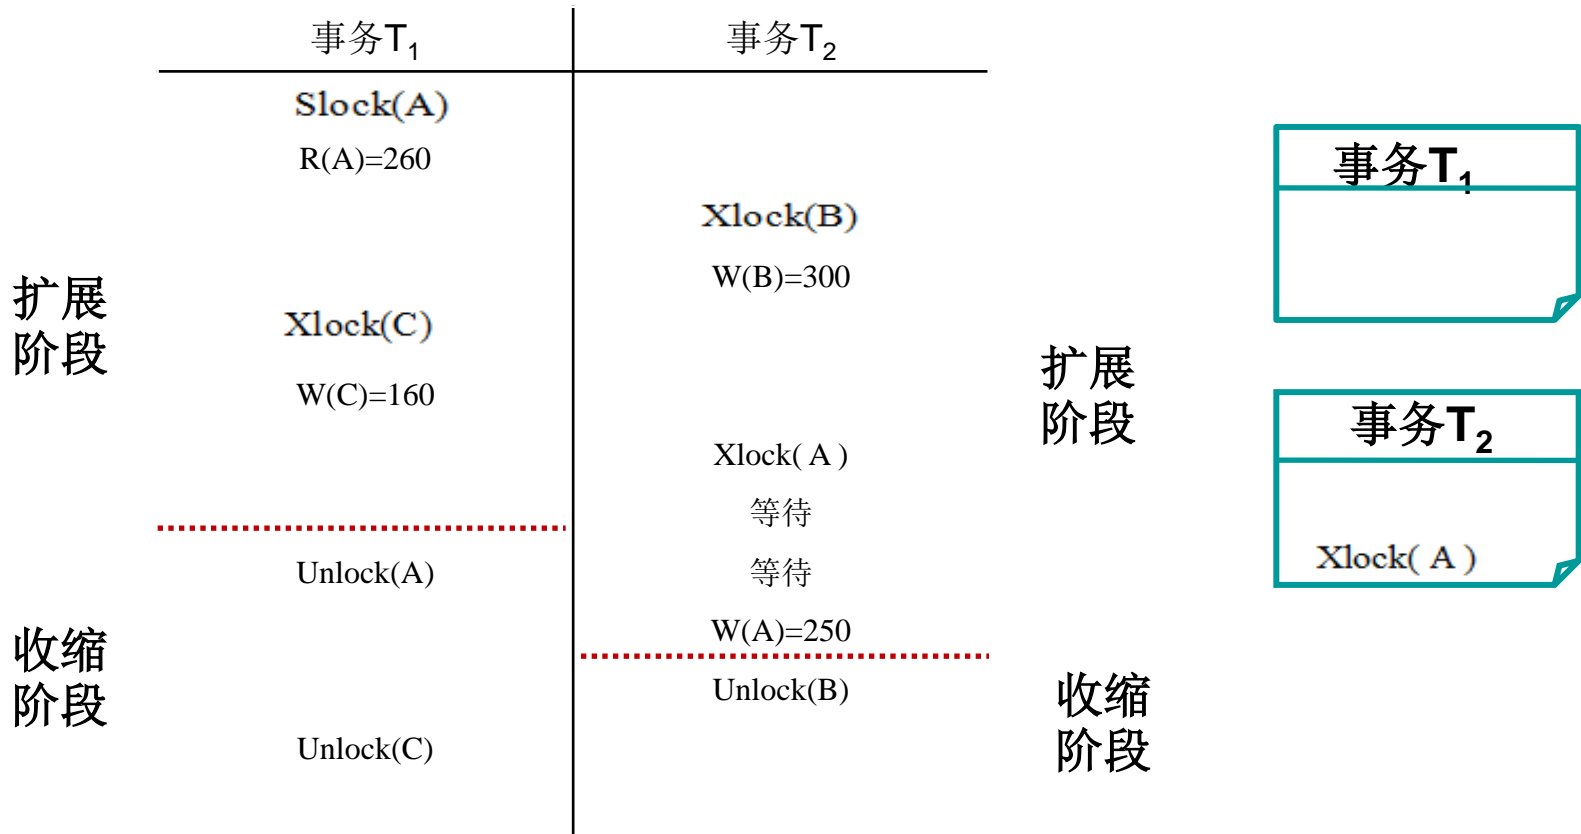 事务T₁
事务T₂
Slock(A)
R(A)=260
事务T₁
Xlock(B)
W(B)=300
扩展
阶段
Xlock(C)
W(C)=160
扩展
阶段
事务T₂
Xlock( A )
等待
Unlock(A)
等待
Xlock( A )
W(A)=250
收缩
阶段
Unlock(B)
收缩
阶段
Unlock(C)